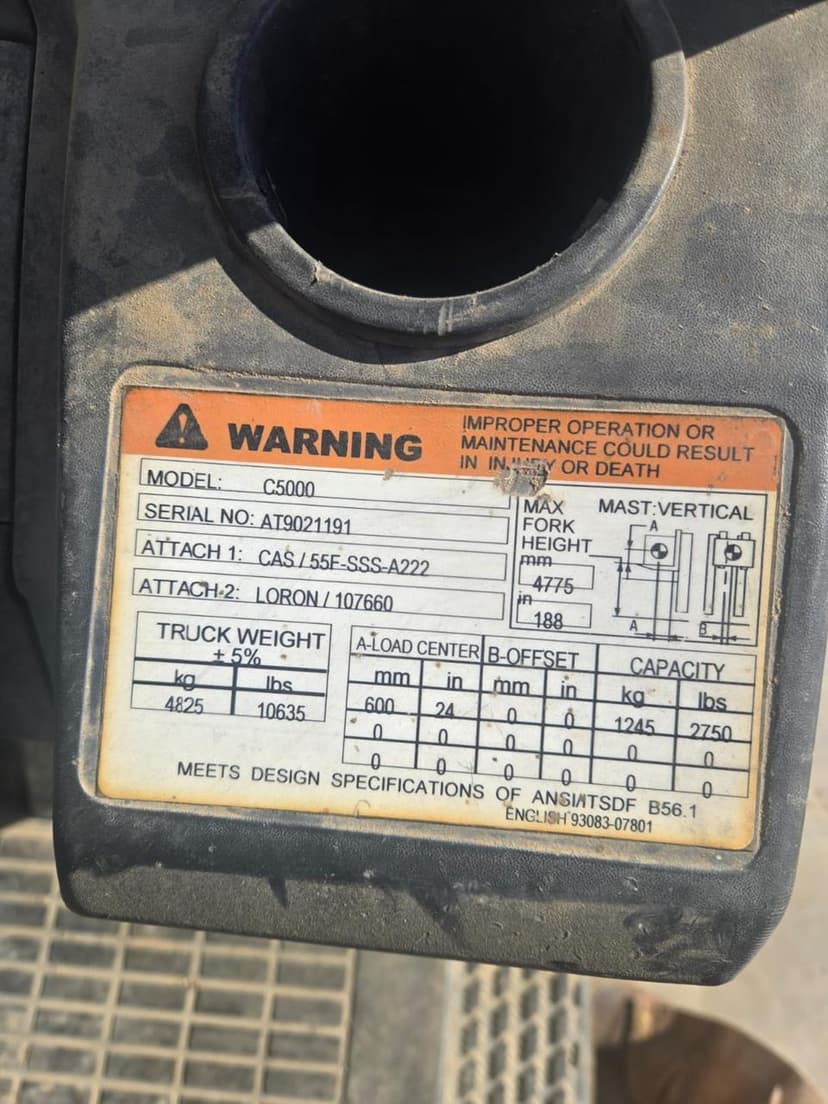 WARNING
IMPROPER OPERATION OR
MAINTENANCE COULD RESULT
IN INJURY OR DEATH
MODEL: C5000
SERIAL NO: AT9021191
ATTACH 1: CAS / 55F-SSS-A222
ATTACH 2: LORON / 107660
MAX
FORK
HEIGHT
mm
4775
in
188
MAST:VERTICAL
A
A
B
TRUCK WEIGHT
± 5%
kg lbs
4825 10635
A-LOAD CENTER B-OFFSET CAPACITY
mm in mm in kg lbs
600 24 0 0 1245 2750
0 0 0 0 0 0
0 0 0 0 0 0
MEETS DESIGN SPECIFICATIONS OF ANSI/ITSDF B56.1
ENGLISH 93083-07801